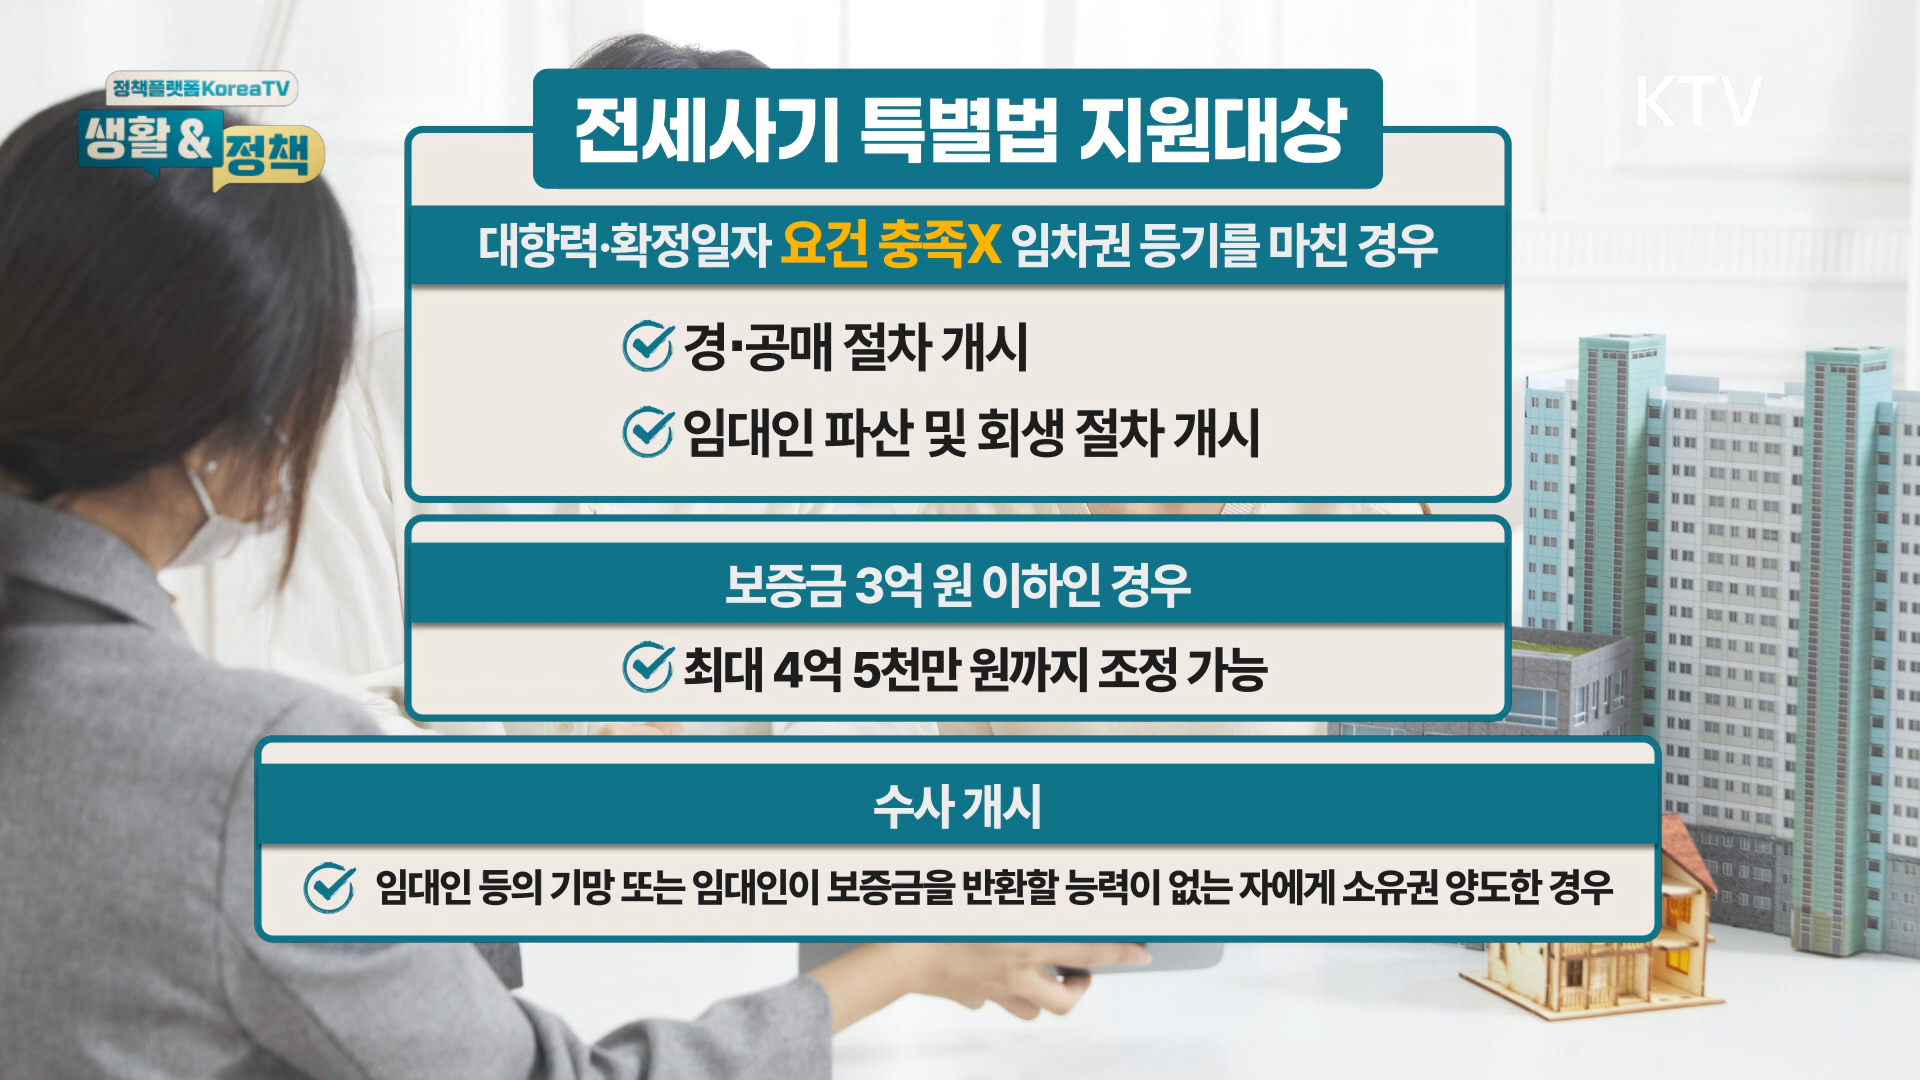 정책플랫폼KoreaTV
생활&
정책
KTV
전세사기 특별법 지원대상
대항력·확정일자 요건 충족X 임차권 등기를 마친 경우
경·공매 절차 개시
임대인 파산 및 회생 절차 개시
보증금 3억 원 이하인 경우
최대 4억 5천만 원까지 조정 가능
수사 개시
임대인 등의 기망 또는 임대인이 보증금을 반환할 능력이 없는 자에게 소유권 양도한 경우